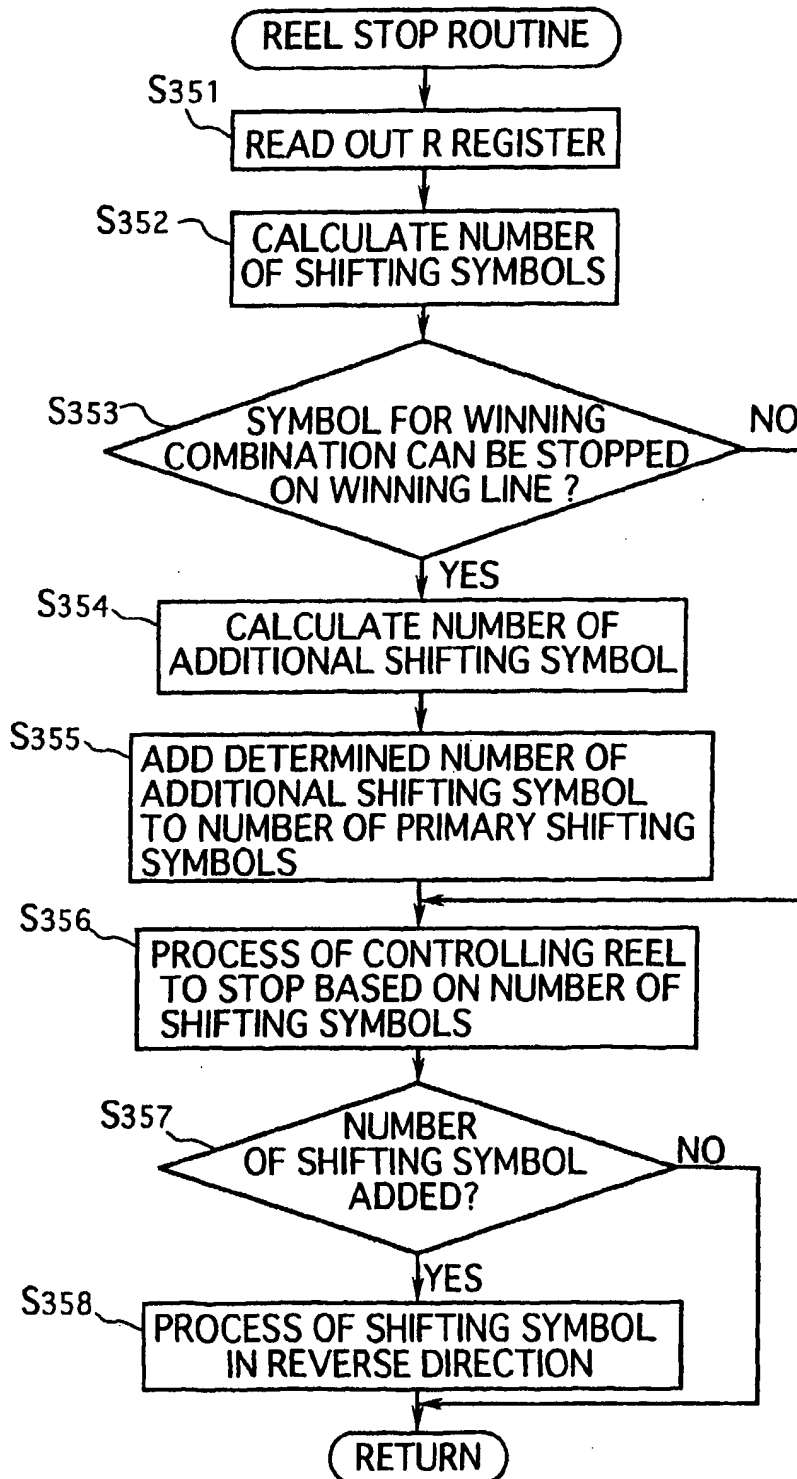 REEL STOP ROUTINE
S351
READ OUT R REGISTER
S352
CALCULATE NUMBER
OF SHIFTING SYMBOLS
S353
SYMBOL FOR WINNING
COMBINATION CAN BE STOPPED
ON WINNING LINE ?
NO
YES
S354
CALCULATE NUMBER OF
ADDITIONAL SHIFTING SYMBOL
S355
ADD DETERMINED NUMBER OF
ADDITIONAL SHIFTING SYMBOL
TO NUMBER OF PRIMARY SHIFTING
SYMBOLS
S356
PROCESS OF CONTROLLING REEL
TO STOP BASED ON NUMBER OF
SHIFTING SYMBOLS
S357
NUMBER
OF SHIFTING SYMBOL
ADDED?
NO
YES
S358
PROCESS OF SHIFTING SYMBOL
IN REVERSE DIRECTION
RETURN